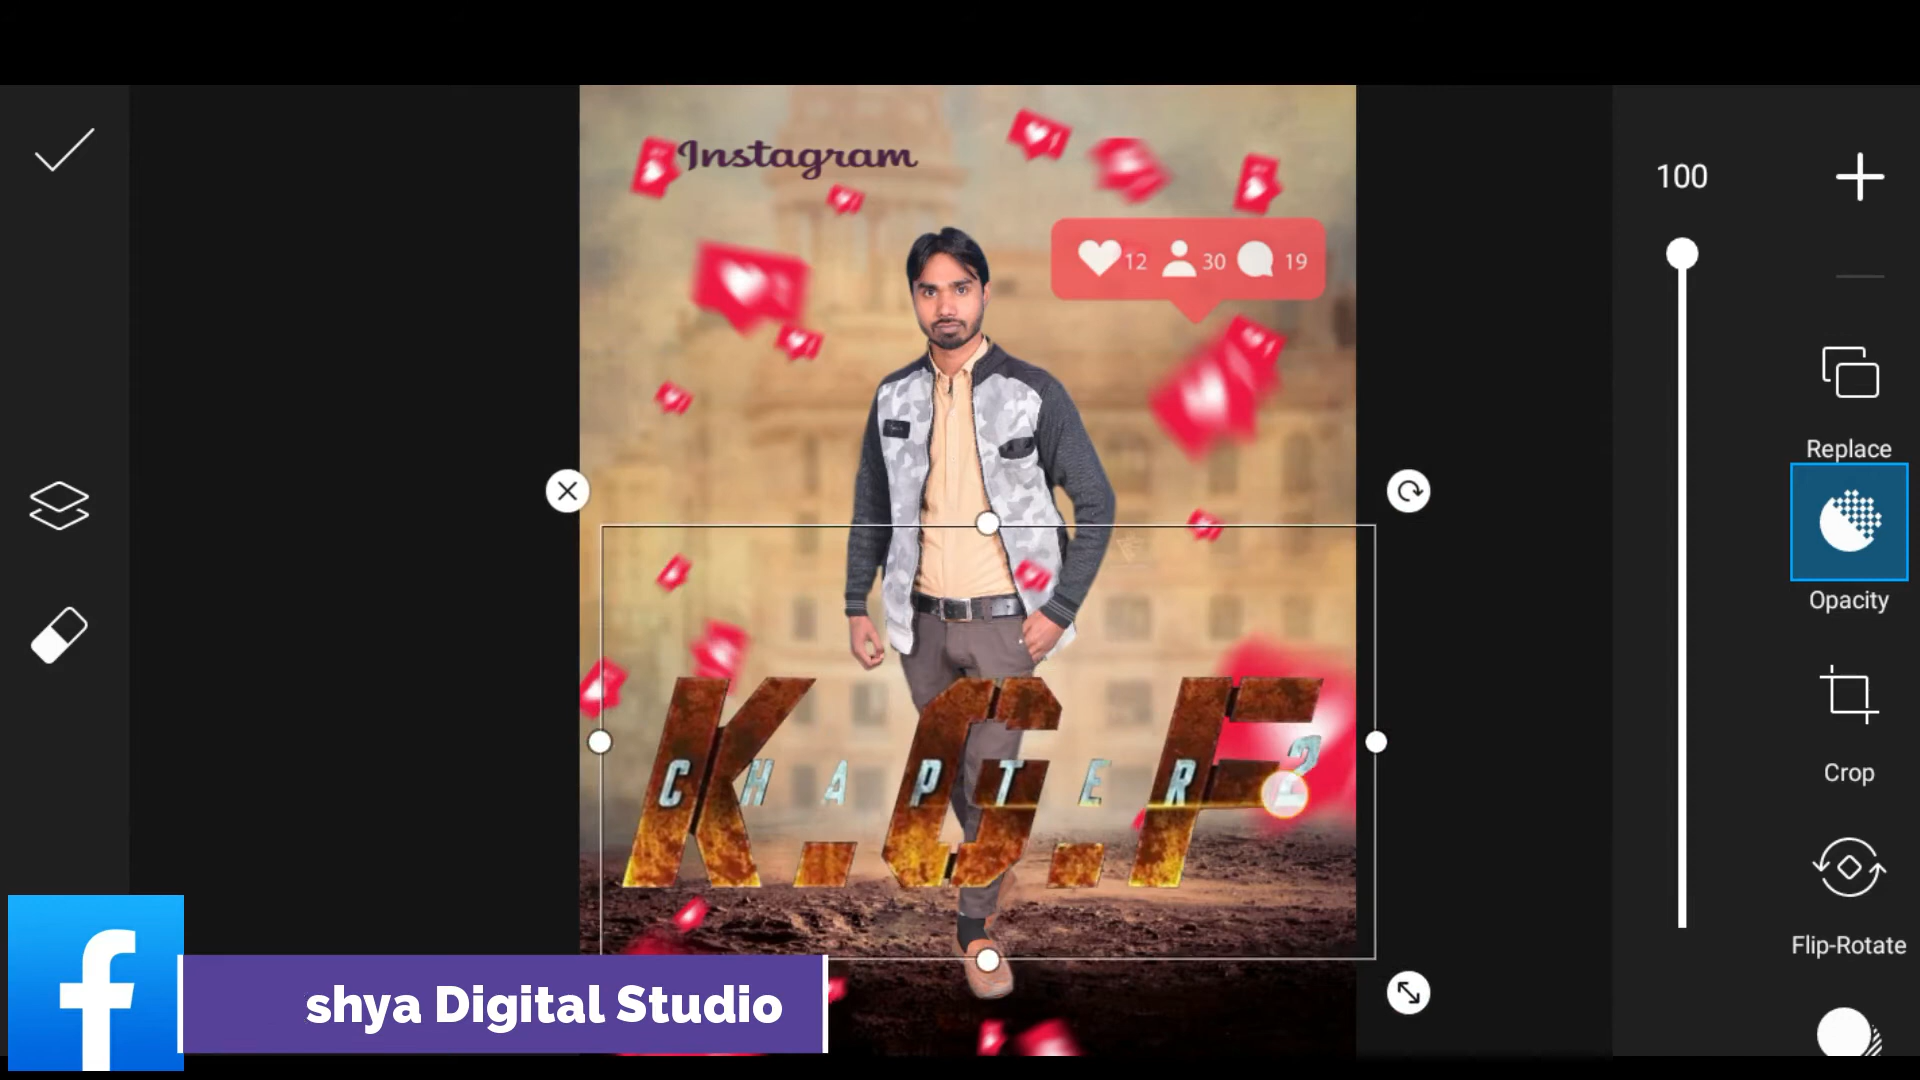 Instagram
100
12 30 19
Replace
Opacity
K.G.F
CHAPTER 2
Crop
Flip-Rotate
f
shya Digital Studio